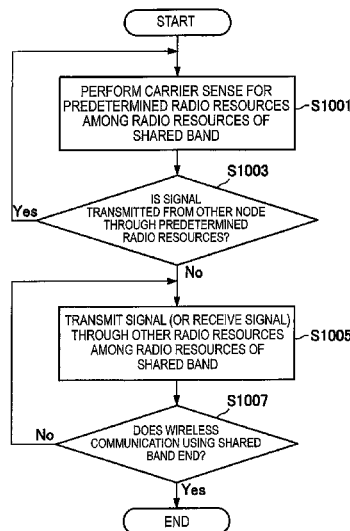 START
PERFORM CARRIER SENSE FOR
PREDETERMINED RADIO RESOURCES
AMONG RADIO RESOURCES OF
SHARED BAND
S1001
S1003
IS SIGNAL
TRANSMITTED FROM OTHER NODE
THROUGH PREDETERMINED
RADIO RESOURCES?
Yes
No
TRANSMIT SIGNAL (OR RECEIVE SIGNAL)
THROUGH OTHER RADIO RESOURCES
AMONG RADIO RESOURCES OF
SHARED BAND
S1005
S1007
DOES WIRELESS
COMMUNICATION USING SHARED
BAND END?
No
Yes
END